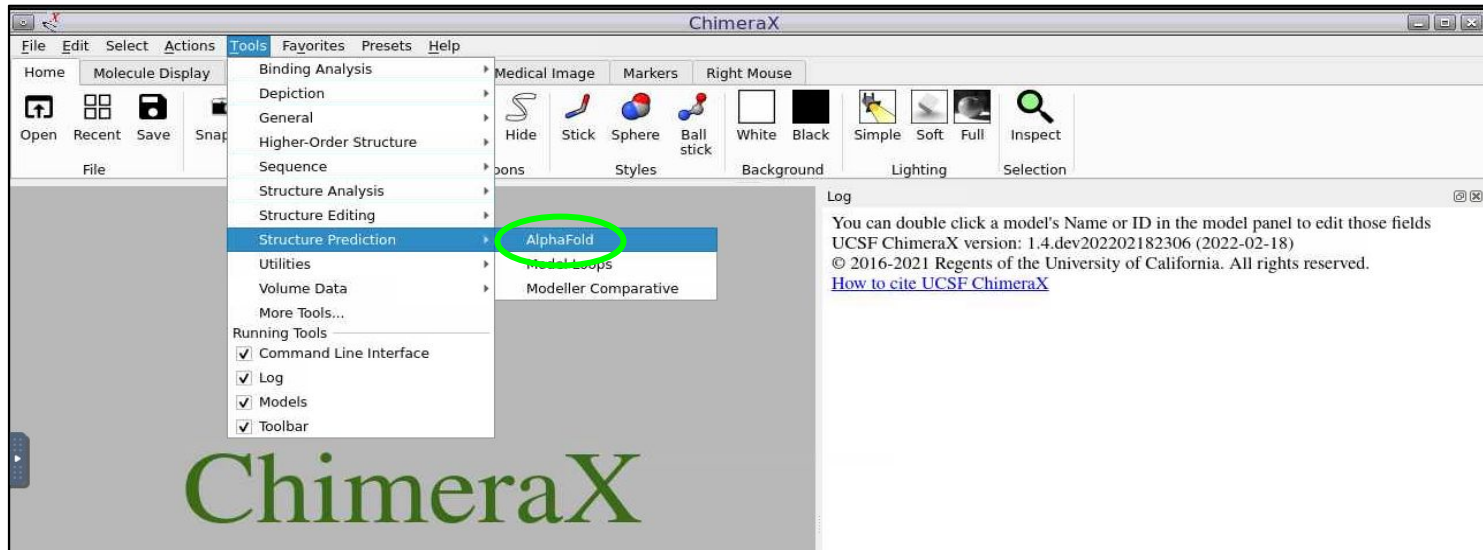 ChimeraX
File Edit Select Actions Tools Favorites Presets Help
Home Molecule Display Medical Image Markers Right Mouse
Open Recent Save Snap Hide Stick Sphere Ball stick White Black Simple Soft Full Inspect
File oons Styles Background Lighting Selection
Binding Analysis
Depiction
General
Higher-Order Structure
Sequence
Structure Analysis
Structure Editing
Structure Prediction
Utilities
Volume Data
More Tools...
Running Tools
Command Line Interface
Log
Models
Toolbar
AlphaFold
Model Loops
Modeller Comparative
Log
You can double click a model's Name or ID in the model panel to edit those fields
UCSF ChimeraX version: 1.4.dev202202182306 (2022-02-18)
© 2016-2021 Regents of the University of California. All rights reserved.
How to cite UCSF ChimeraX
ChimeraX